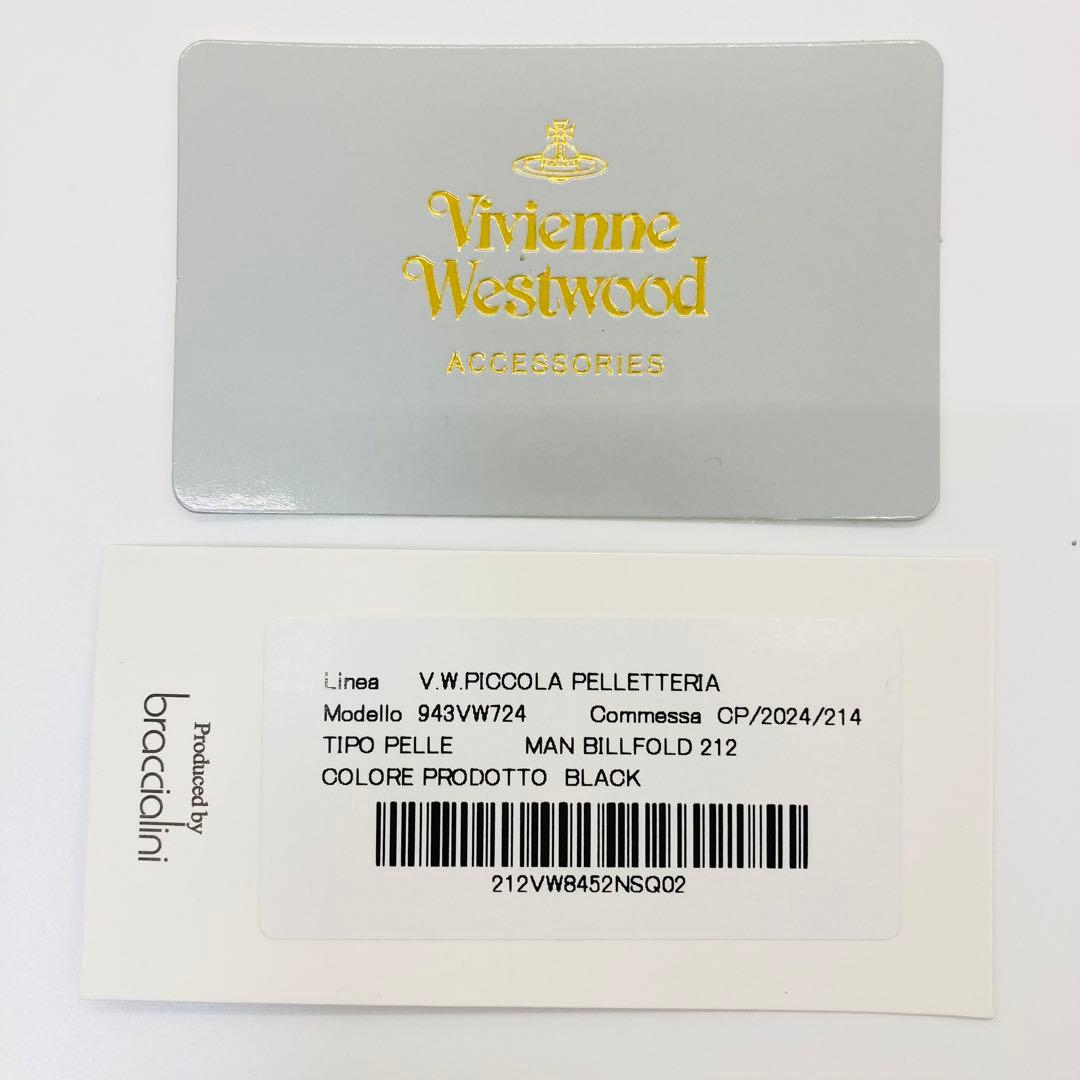 Vivienne
Westwood
ACCESSORIES
Linea V.W.PICCOLA PELLETTERIA
Modello 943VW724 Commessa CP/2024/214
TIPO PELLE MAN BILLFOLD 212
COLORE PRODOTTO BLACK
212VW8452NSQ02
Produced by
braccialini